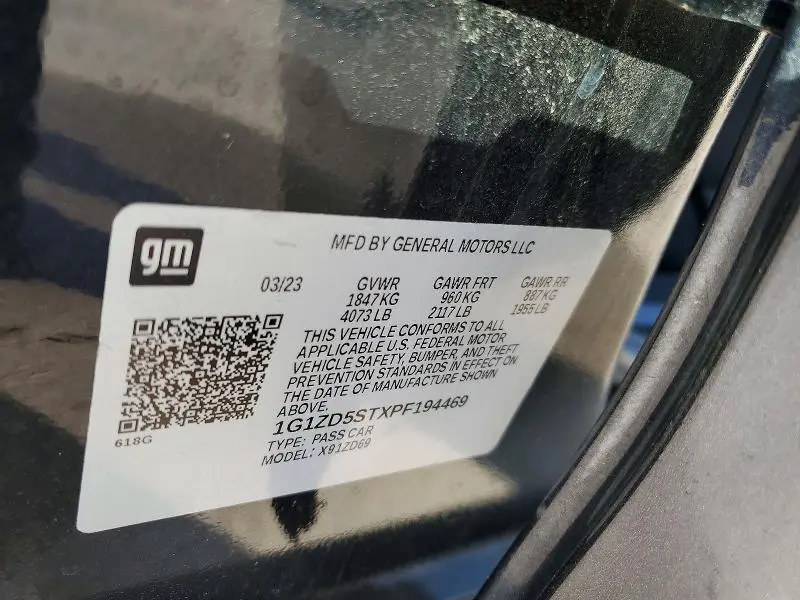 gm
MFD BY GENERAL MOTORS LLC
03/23 GVWR GAWR FRT GAWR RR
1847 KG 960 KG 887 KG
4073 LB 2117 LB 1955 LB
THIS VEHICLE CONFORMS TO ALL
APPLICABLE U.S. FEDERAL MOTOR
VEHICLE SAFETY, BUMPER, AND THEFT
PREVENTION STANDARDS IN EFFECT ON
THE DATE OF MANUFACTURE SHOWN
ABOVE.
1G1ZD5STXPF194469
TYPE: PASS CAR
MODEL: X91ZD69
618G